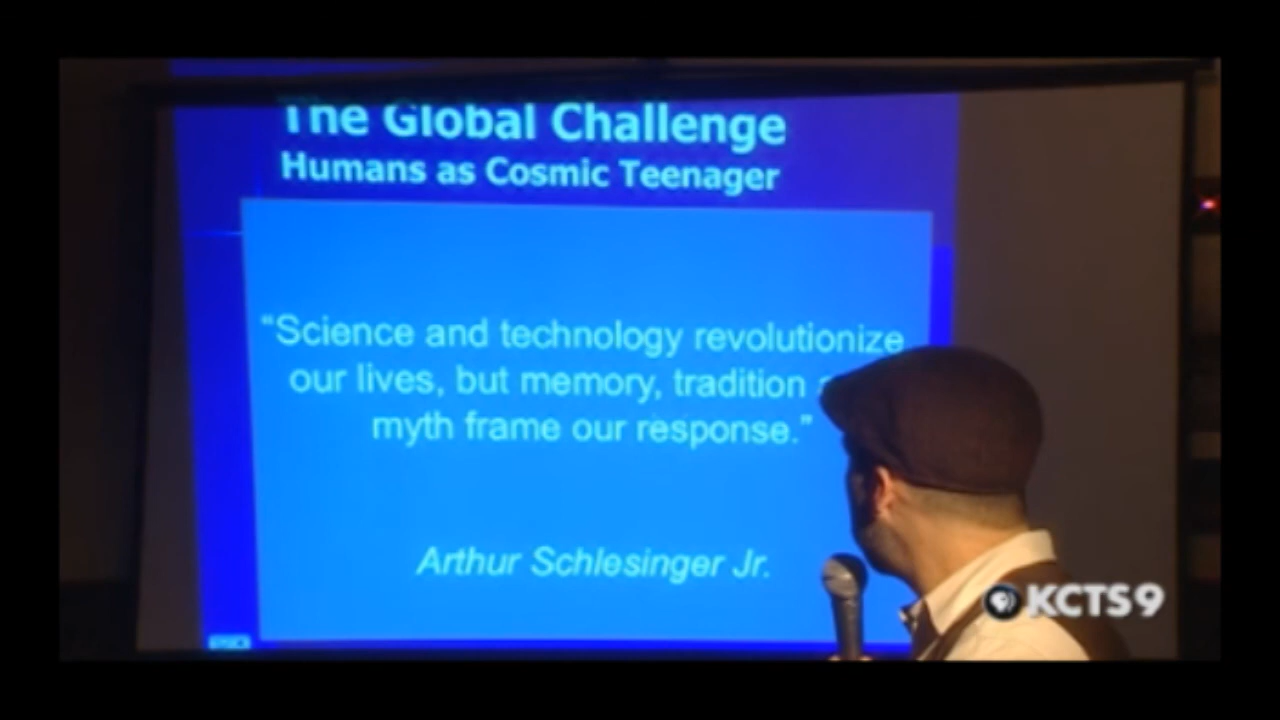 The Global Challenge
Humans as Cosmic Teenager
“Science and technology revolutionize
our lives, but memory, tradition
myth frame our response.”
Arthur Schlesinger Jr.
KCTS9